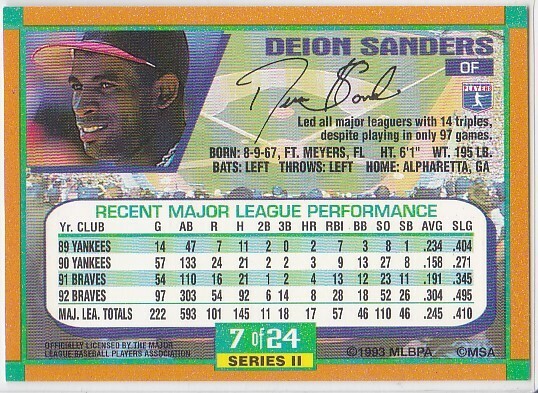 DEION SANDERS
OF
PLAYERS
Deion Sanders
Led all major leaguers with 14 triples,
despite playing in only 97 games.
BORN: 8-9-67, FT. MEYERS, FL HT. 6'1" WT. 195 LB.
BATS: LEFT THROWS: LEFT HOME: ALPHARETTA, GA
RECENT MAJOR LEAGUE PERFORMANCE
Yr. CLUB G AB R H 2B 3B HR RBI BB SO SB AVG SLG
89 YANKEES 14 47 7 11 2 0 2 7 3 8 1 .234 .404
90 YANKEES 57 133 24 21 2 2 3 9 13 27 8 .158 .271
91 BRAVES 54 110 16 21 1 2 4 13 12 23 11 .191 .345
92 BRAVES 97 303 54 92 6 14 8 28 18 52 26 .304 .495
MAJ. LEA. TOTALS 222 593 101 145 11 18 17 57 46 110 46 .245 .410
OFFICIALLY LICENSED BY THE MAJOR
LEAGUE BASEBALL PLAYERS ASSOCIATION
7 of 24
SERIES II
©1993 MLBPA ©MSA